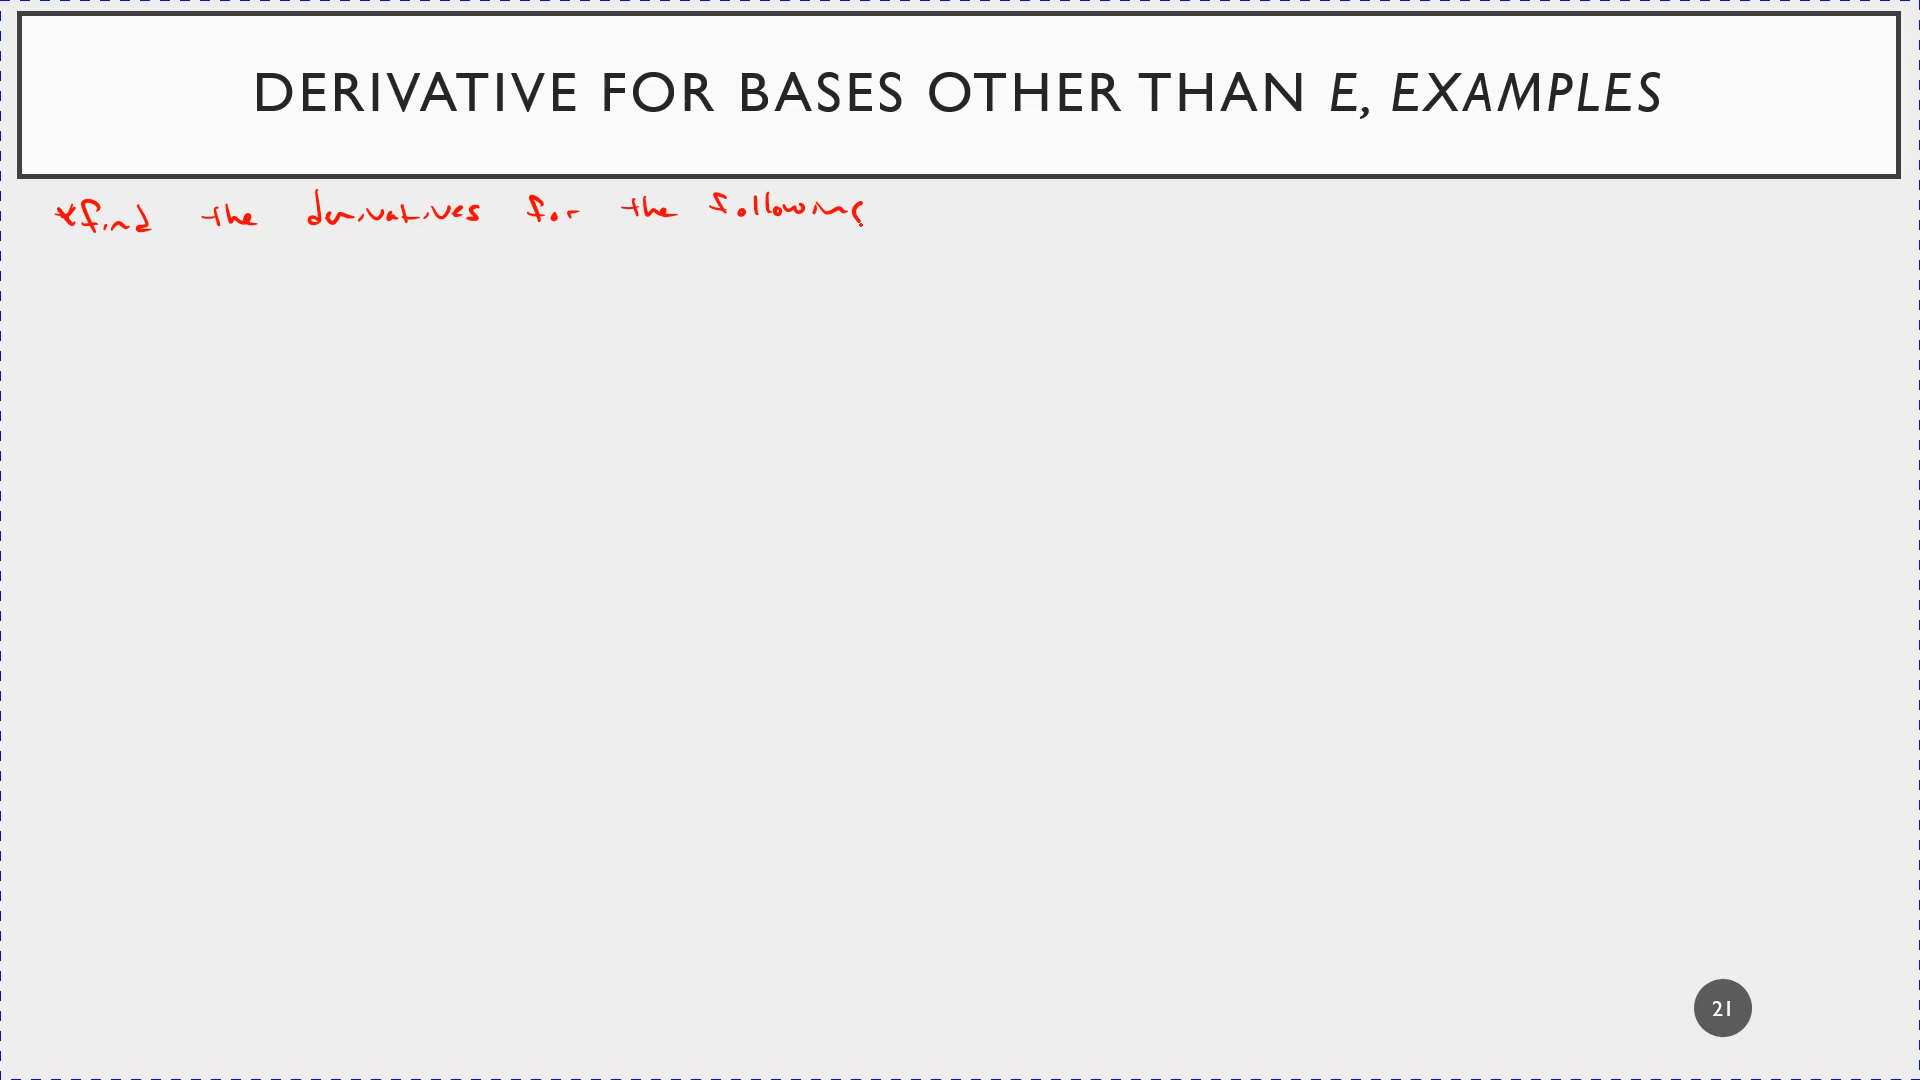 DERIVATIVE FOR BASES OTHER THAN E, EXAMPLES
*find the derivatives for the following
21